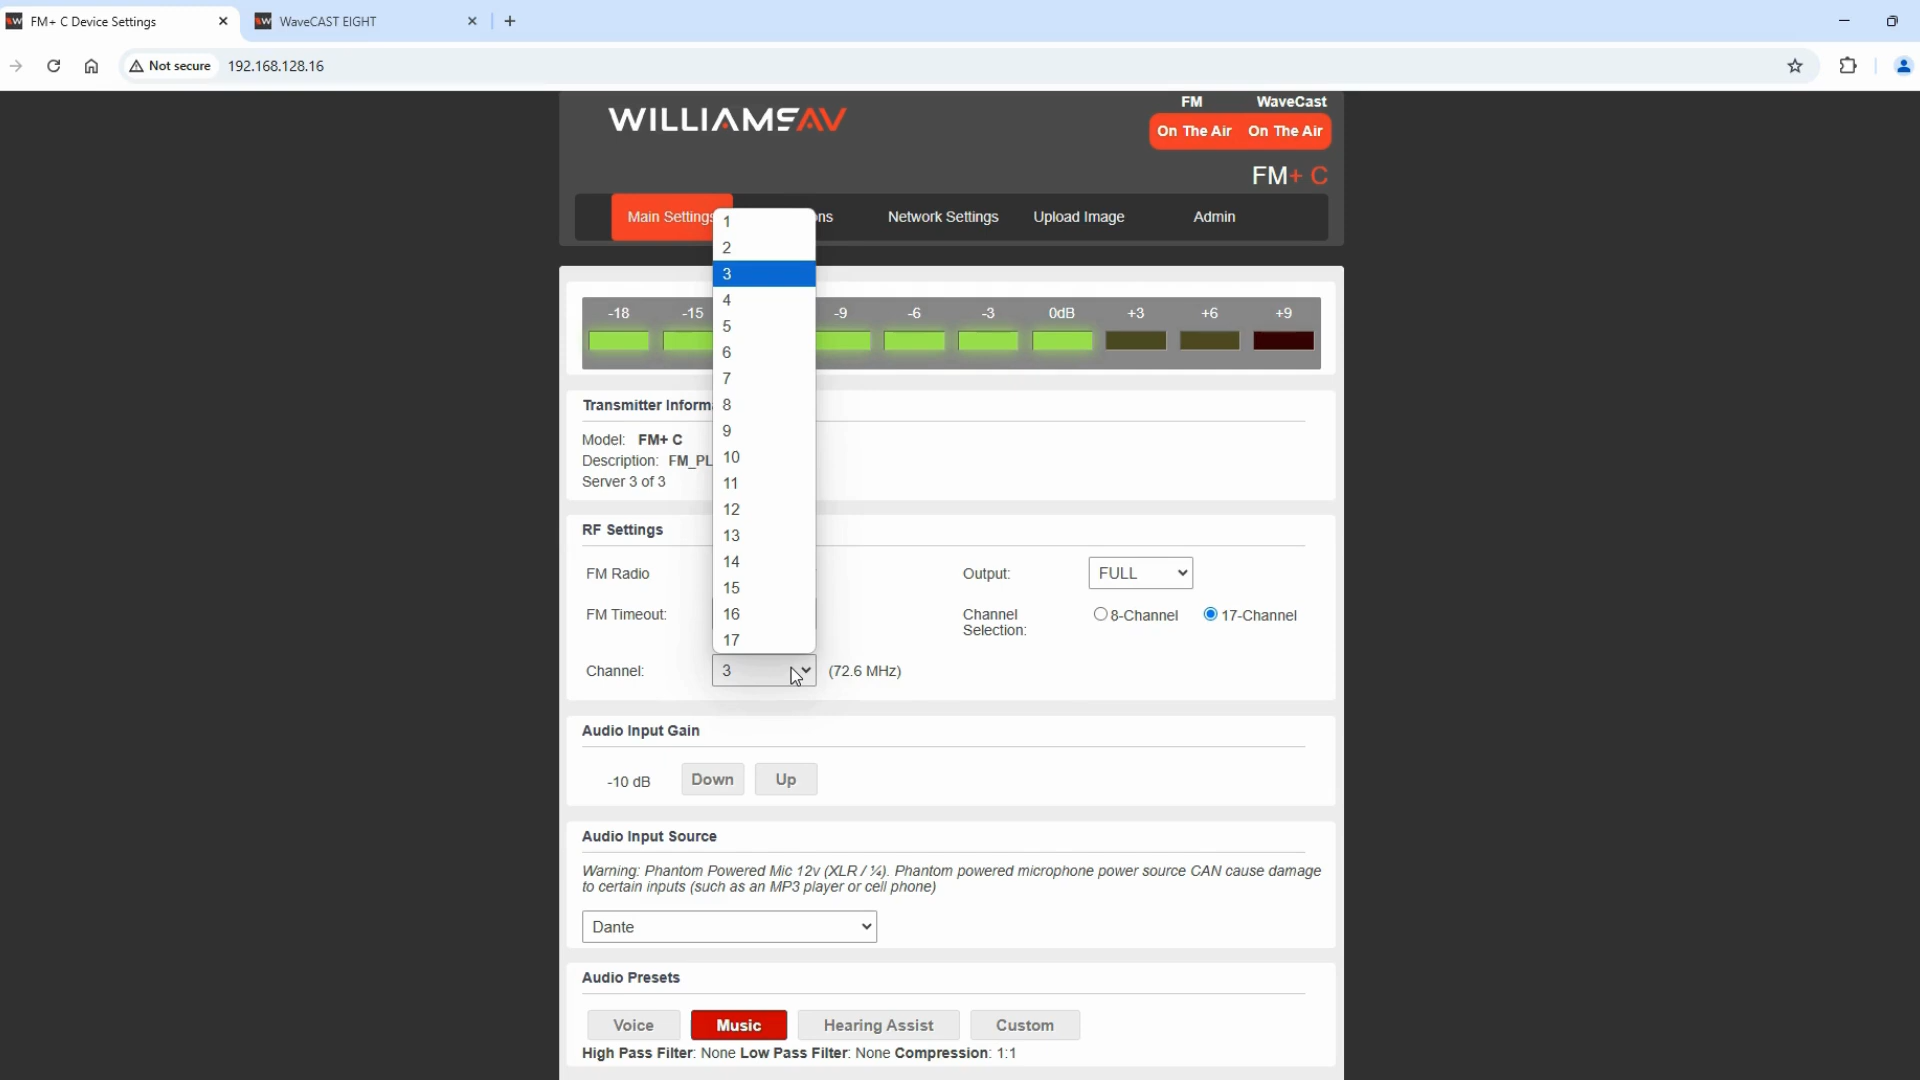 FM+ C Device Settings
WaveCAST EIGHT
Not secure
192.168.128.16
WILLIAMS AV
FM WaveCast
On The Air On The Air
FM+ C
Main Settings
ns
Network Settings
Upload Image
Admin
-18 -15 -9 -6 -3 0dB +3 +6 +9
1
2
3
4
5
6
7
8
9
10
11
12
13
14
15
16
17
Transmitter Inform
Model: FM+ C
Description: FM_PL
Server 3 of 3
RF Settings
FM Radio
Output: FULL
FM Timeout:
Channel
Selection:
8-Channel 17-Channel
Channel: 3 (72.6 MHz)
Audio Input Gain
-10 dB Down Up
Audio Input Source
Warning: Phantom Powered Mic 12v (XLR / ¼). Phantom powered microphone power source CAN cause damage
to certain inputs (such as an MP3 player or cell phone)
Dante
Audio Presets
Voice Music Hearing Assist Custom
High Pass Filter: None Low Pass Filter: None Compression: 1:1